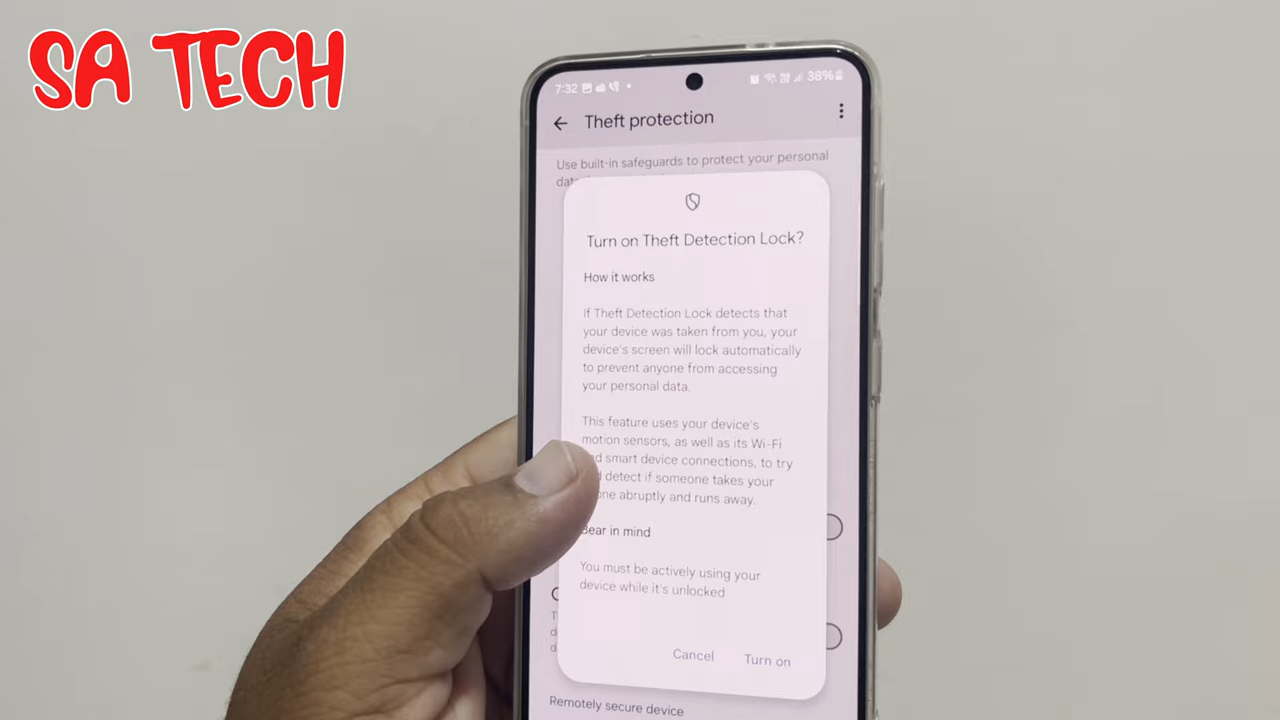 SA TECH
7:32 38%
Theft protection
Use built-in safeguards to protect your personal
Turn on Theft Detection Lock?
How it works
If Theft Detection Lock detects that
your device was taken from you, your
device's screen will lock automatically
to prevent anyone from accessing
your personal data.
This feature uses your device's
motion sensors, as well as its Wi-Fi
smart device connections, to try
detect if someone takes your
abruptly and runs away.
Bear in mind
You must be actively using your
device while it's unlocked
Cancel Turn on
Remotely secure device